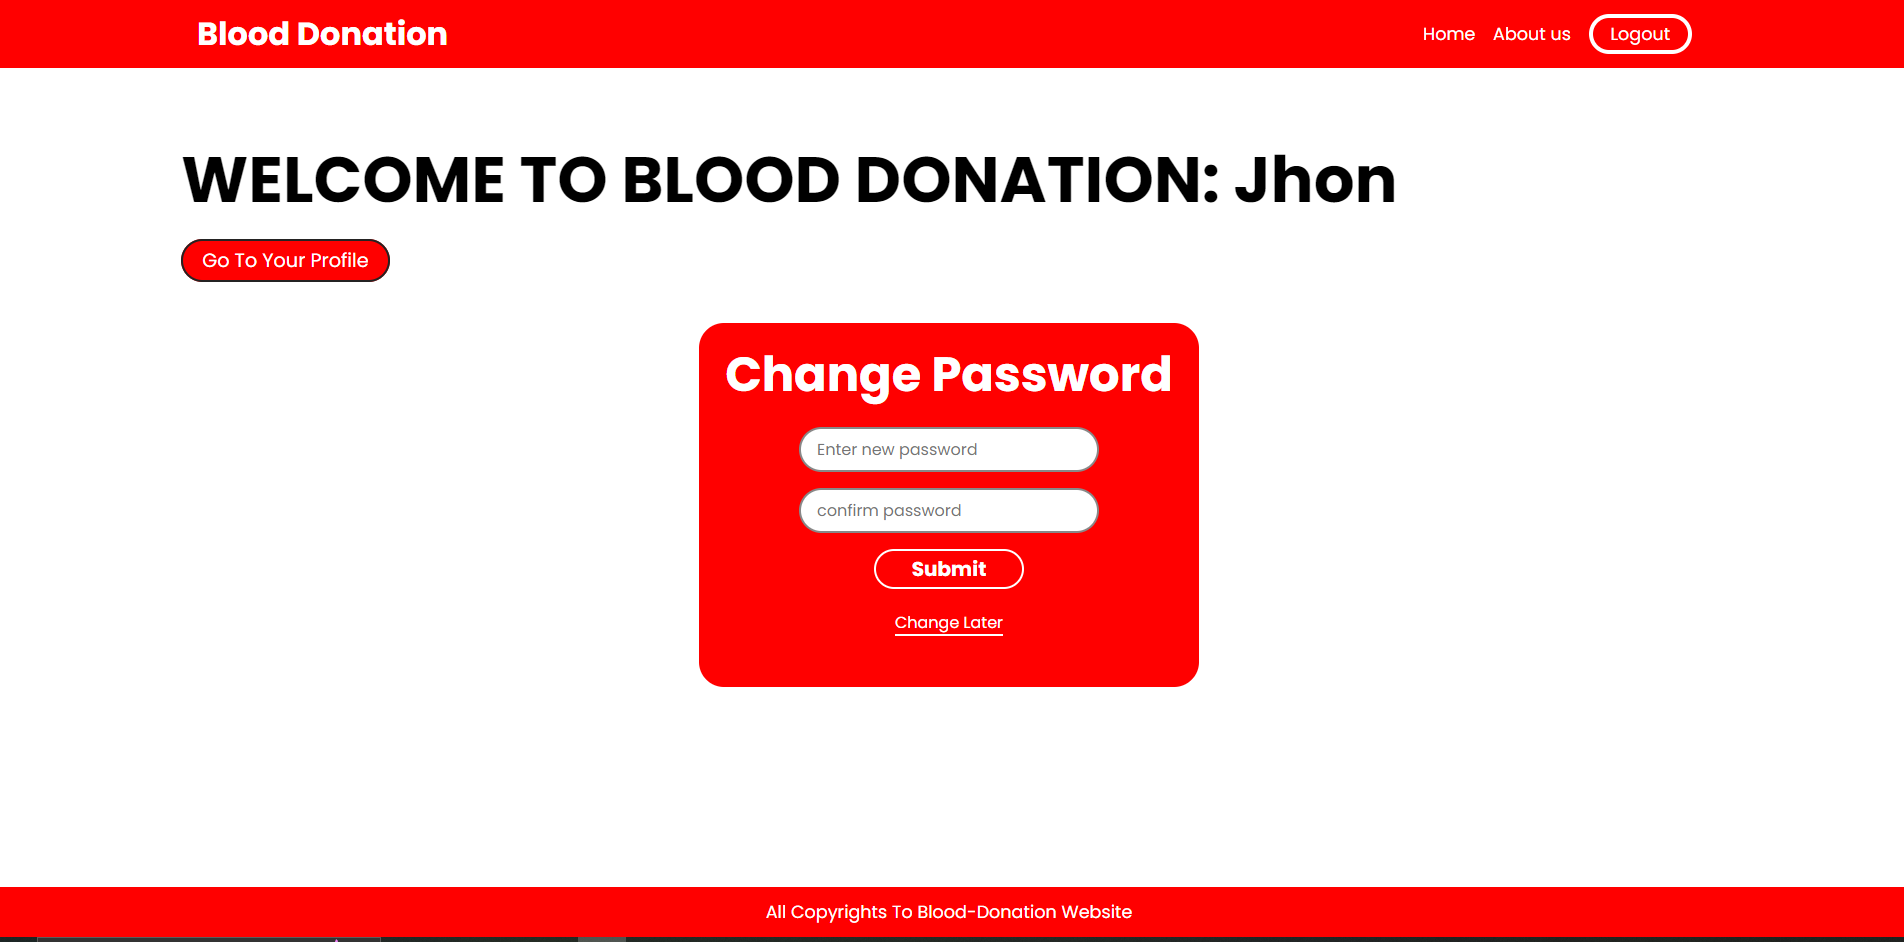 Blood Donation
Home About us Logout
WELCOME TO BLOOD DONATION: Jhon
Go To Your Profile
Change Password
Enter new password
confirm password
Submit
Change Later
All Copyrights To Blood-Donation Website